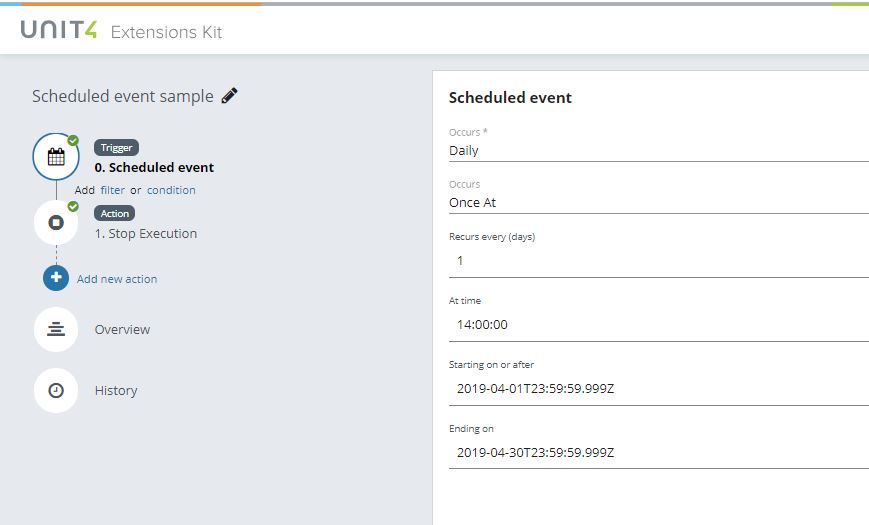 UNIT4 Extensions Kit
Scheduled event sample
Trigger
0. Scheduled event
Add filter or condition
Action
1. Stop Execution
Add new action
Overview
History
Scheduled event
Occurs *
Daily
Occurs
Once At
Recurs every (days)
1
At time
14:00:00
Starting on or after
2019-04-01T23:59:59.999Z
Ending on
2019-04-30T23:59:59.999Z